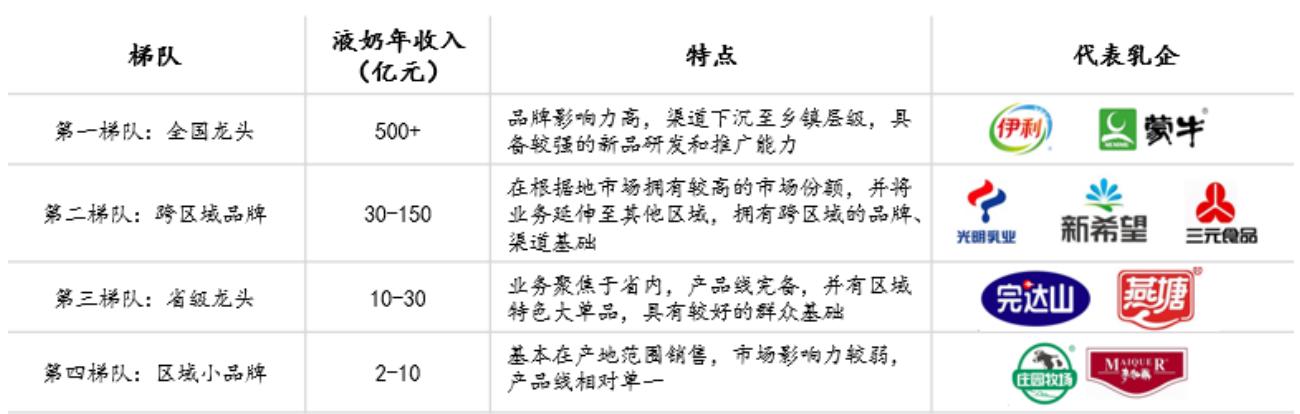 梯队
液奶年收入
(亿元)
特点
代表乳企
第一梯队：全国龙头
500+
品牌影响力高，渠道下沉至乡镇层级，具
备较强的新品研发和推广能力
伊利
蒙牛
第二梯队：跨区域品牌
30-150
在根据地市场拥有较高的市场份额，并将
业务延伸至其他区域，拥有跨区域的品牌、
渠道基础
光明乳业
新希望
三元食品
第三梯队：省级龙头
10-30
业务聚焦于省内，产品线完备，并有区域
特色大单品，具有较好的群众基础
完达山
燕塘
第四梯队：区域小品牌
2-10
基本在产地范围销售，市场影响力较弱，
产品线相对单一
庄园牧场
MAIQUER